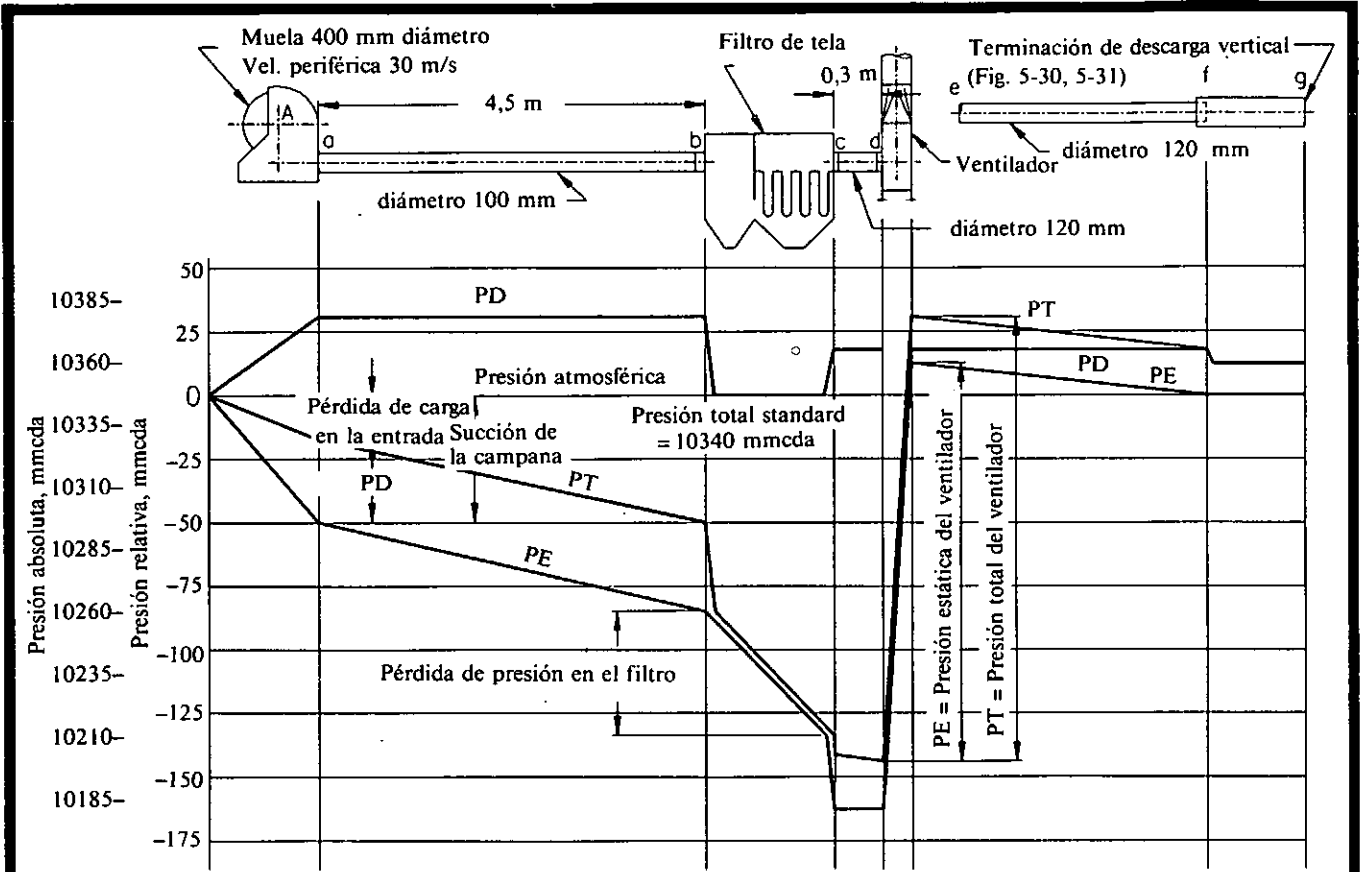 Muela 400 mm diámetro
Vel. periférica 30 m/s
Filtro de tela
Terminación de descarga vertical
(Fig. 5-30, 5-31)
0,3 m
4,5 m
A
a
b
c
d
e
f
g
Ventilador
diámetro 120 mm
diámetro 100 mm
diámetro 120 mm
Presión absoluta, mmcda
10385-
10360-
10335-
10310-
10285-
10260-
10235-
10210-
10185-
Presión relativa, mmcda
50
25
0
-25
-50
-75
-100
-125
-150
-175
PD
Presión atmosférica
Pérdida de carga
en la entrada
Succión de
la campana
PD
PT
PE
Presión total standard
= 10340 mmcda
Pérdida de presión en el filtro
PT
PD
PE
PE = Presión estática del ventilador
PT = Presión total del ventilador